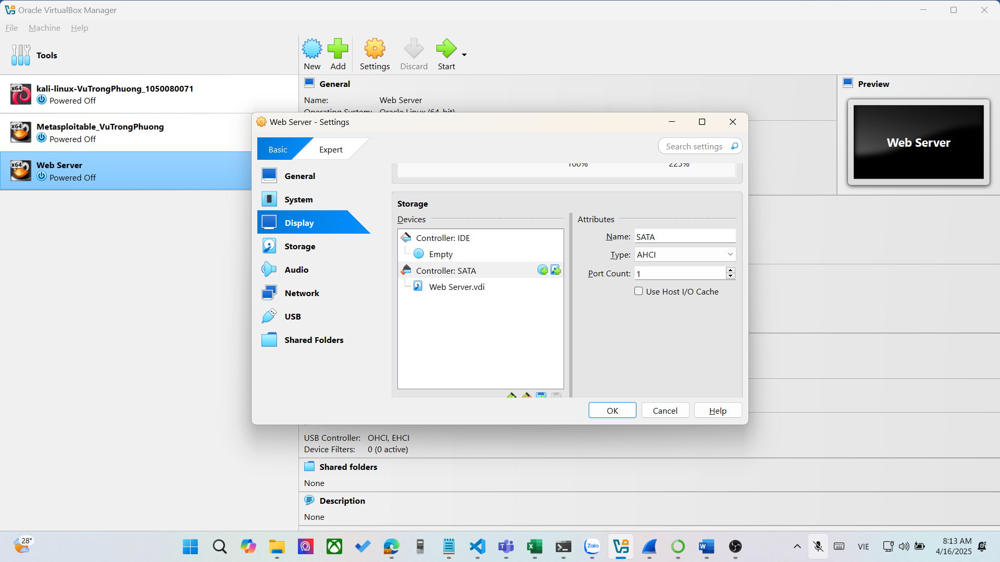 Oracle VirtualBox Manager
File Machine Help
Tools
New Add Settings Discard Start
x64 kali-linux-VuTrongPhuong_1050080071
Powered Off
x64 Metasploitable_VuTrongPhuong
Powered Off
x64 Web Server
Powered Off
General
Name: Web Server
Operating System: Oracle Linux (64-bit)
Preview
Web Server
Web Server - Settings
Basic Expert
Search settings
General
System
Display
Storage
Audio
Network
USB
Shared Folders
100% 225%
Storage
Devices
Controller: IDE
Empty
Controller: SATA
Web Server.vdi
Attributes
Name: SATA
Type: AHCI
Port Count: 1
Use Host I/O Cache
OK Cancel Help
USB Controller: OHCI, EHCI
Device Filters: 0 (0 active)
Shared folders
None
Description
None
28°
Zalo
VIE
8:13 AM
4/16/2025